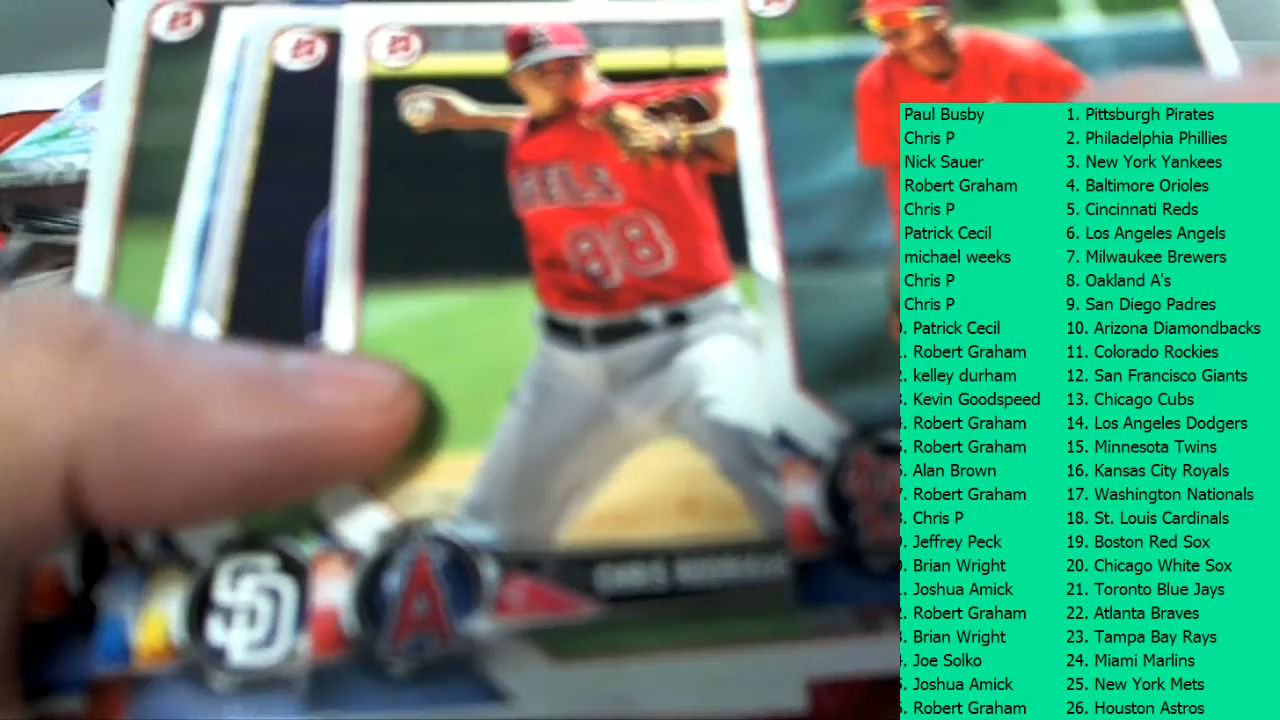 Paul Busby 1. Pittsburgh Pirates
Chris P 2. Philadelphia Phillies
Nick Sauer 3. New York Yankees
Robert Graham 4. Baltimore Orioles
Chris P 5. Cincinnati Reds
Patrick Cecil 6. Los Angeles Angels
michael weeks 7. Milwaukee Brewers
Chris P 8. Oakland A's
Chris P 9. San Diego Padres
. Patrick Cecil 10. Arizona Diamondbacks
. Robert Graham 11. Colorado Rockies
. kelley durham 12. San Francisco Giants
. Kevin Goodspeed 13. Chicago Cubs
. Robert Graham 14. Los Angeles Dodgers
. Robert Graham 15. Minnesota Twins
. Alan Brown 16. Kansas City Royals
. Robert Graham 17. Washington Nationals
. Chris P 18. St. Louis Cardinals
. Jeffrey Peck 19. Boston Red Sox
. Brian Wright 20. Chicago White Sox
. Joshua Amick 21. Toronto Blue Jays
. Robert Graham 22. Atlanta Braves
. Brian Wright 23. Tampa Bay Rays
. Joe Solko 24. Miami Marlins
. Joshua Amick 25. New York Mets
. Robert Graham 26. Houston Astros
98
SD
A